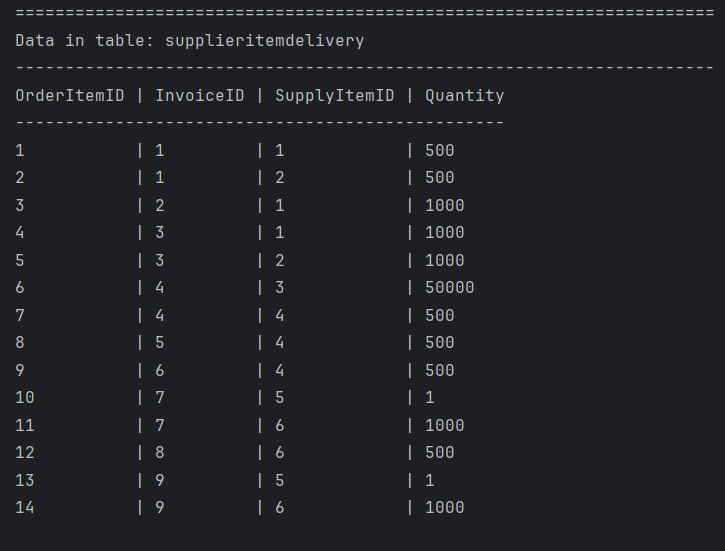 ======================================================================
Data in table: supplieritemdelivery
----------------------------------------------------------------------
OrderItemID | InvoiceID | SupplyItemID | Quantity
-------------------------------------------------
1           | 1         | 1            | 500
2           | 1         | 2            | 500
3           | 2         | 1            | 1000
4           | 3         | 1            | 1000
5           | 3         | 2            | 1000
6           | 4         | 3            | 50000
7           | 4         | 4            | 500
8           | 5         | 4            | 500
9           | 6         | 4            | 500
10          | 7         | 5            | 1
11          | 7         | 6            | 1000
12          | 8         | 6            | 500
13          | 9         | 5            | 1
14          | 9         | 6            | 1000